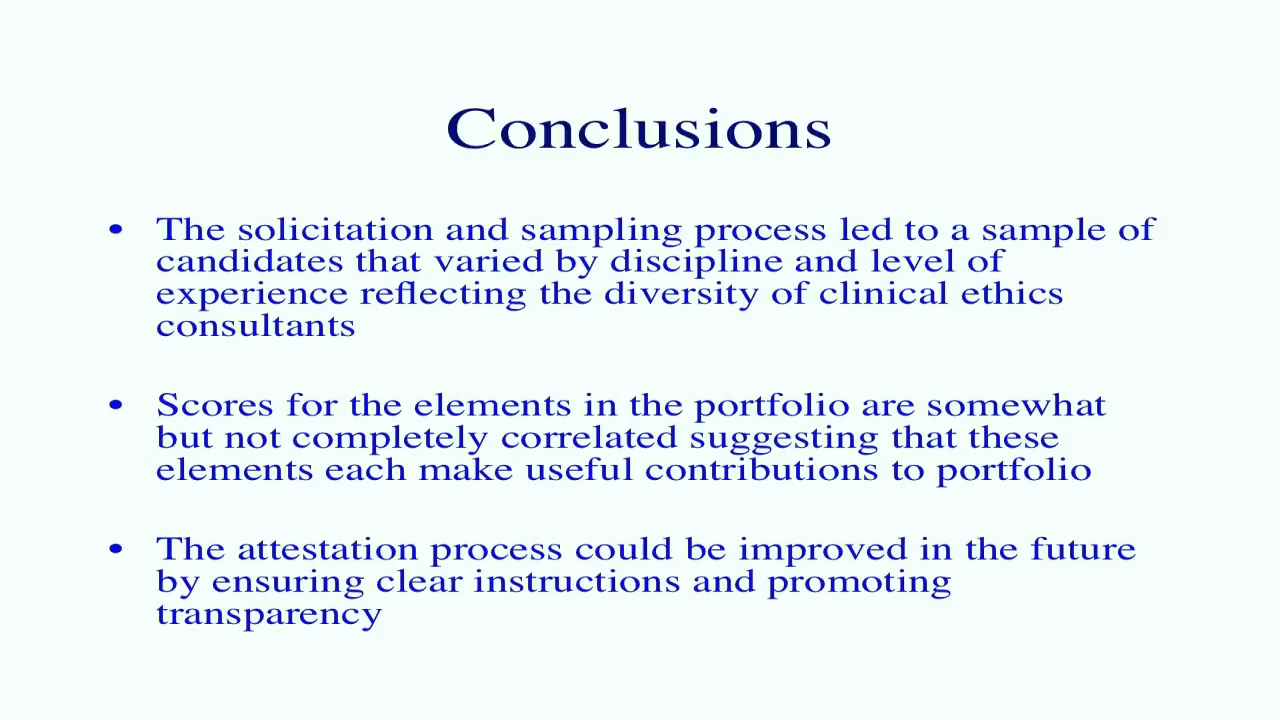 Conclusions
• The solicitation and sampling process led to a sample of
candidates that varied by discipline and level of
experience reflecting the diversity of clinical ethics
consultants
• Scores for the elements in the portfolio are somewhat
but not completely correlated suggesting that these
elements each make useful contributions to portfolio
• The attestation process could be improved in the future
by ensuring clear instructions and promoting
transparency